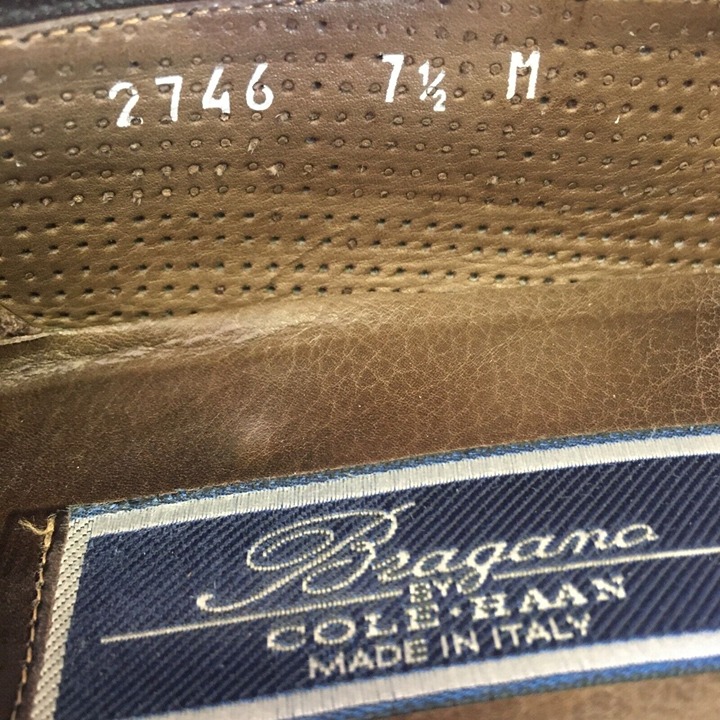 2746 7½ M
Bragano
BY
COLE·HAAN
MADE IN ITALY